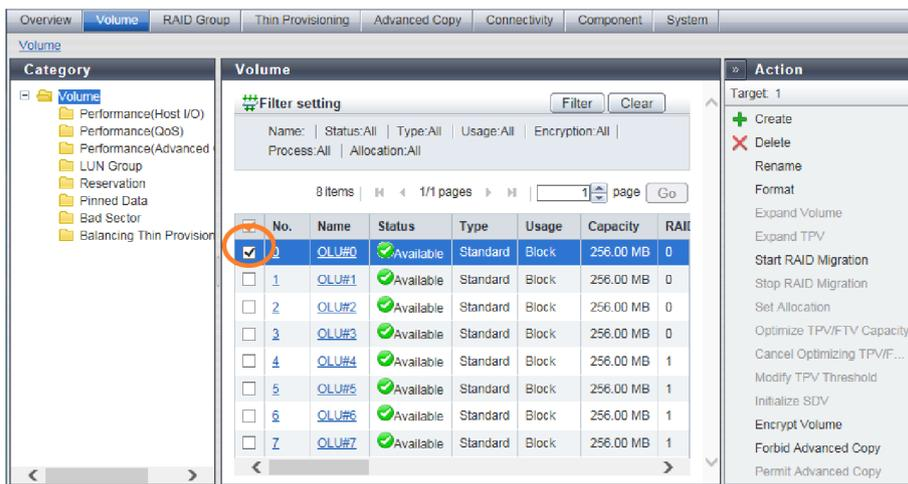 Overview Volume RAID Group Thin Provisioning Advanced Copy Connectivity Component System
Volume
Category
Volume
Performance(Host I/O)
Performance(QoS)
Performance(Advanced
LUN Group
Reservation
Pinned Data
Bad Sector
Balancing Thin Provision
Volume
Filter setting Filter Clear
Name: | Status:All | Type:All | Usage:All | Encryption:All |
Process:All | Allocation:All
8 items 1/1 pages 1 page Go
No. Name Status Type Usage Capacity RAID
0 OLU#0 Available Standard Block 256.00 MB 0
1 OLU#1 Available Standard Block 256.00 MB 0
2 OLU#2 Available Standard Block 256.00 MB 0
3 OLU#3 Available Standard Block 256.00 MB 0
4 OLU#4 Available Standard Block 256.00 MB 1
5 OLU#5 Available Standard Block 256.00 MB 1
6 OLU#6 Available Standard Block 256.00 MB 1
7 OLU#7 Available Standard Block 256.00 MB 1
» Action
Target: 1
Create
Delete
Rename
Format
Expand Volume
Expand TPV
Start RAID Migration
Stop RAID Migration
Set Allocation
Optimize TPV/FTV Capacity
Cancel Optimizing TPV/F...
Modify TPV Threshold
Initialize SDV
Encrypt Volume
Forbid Advanced Copy
Permit Advanced Copy